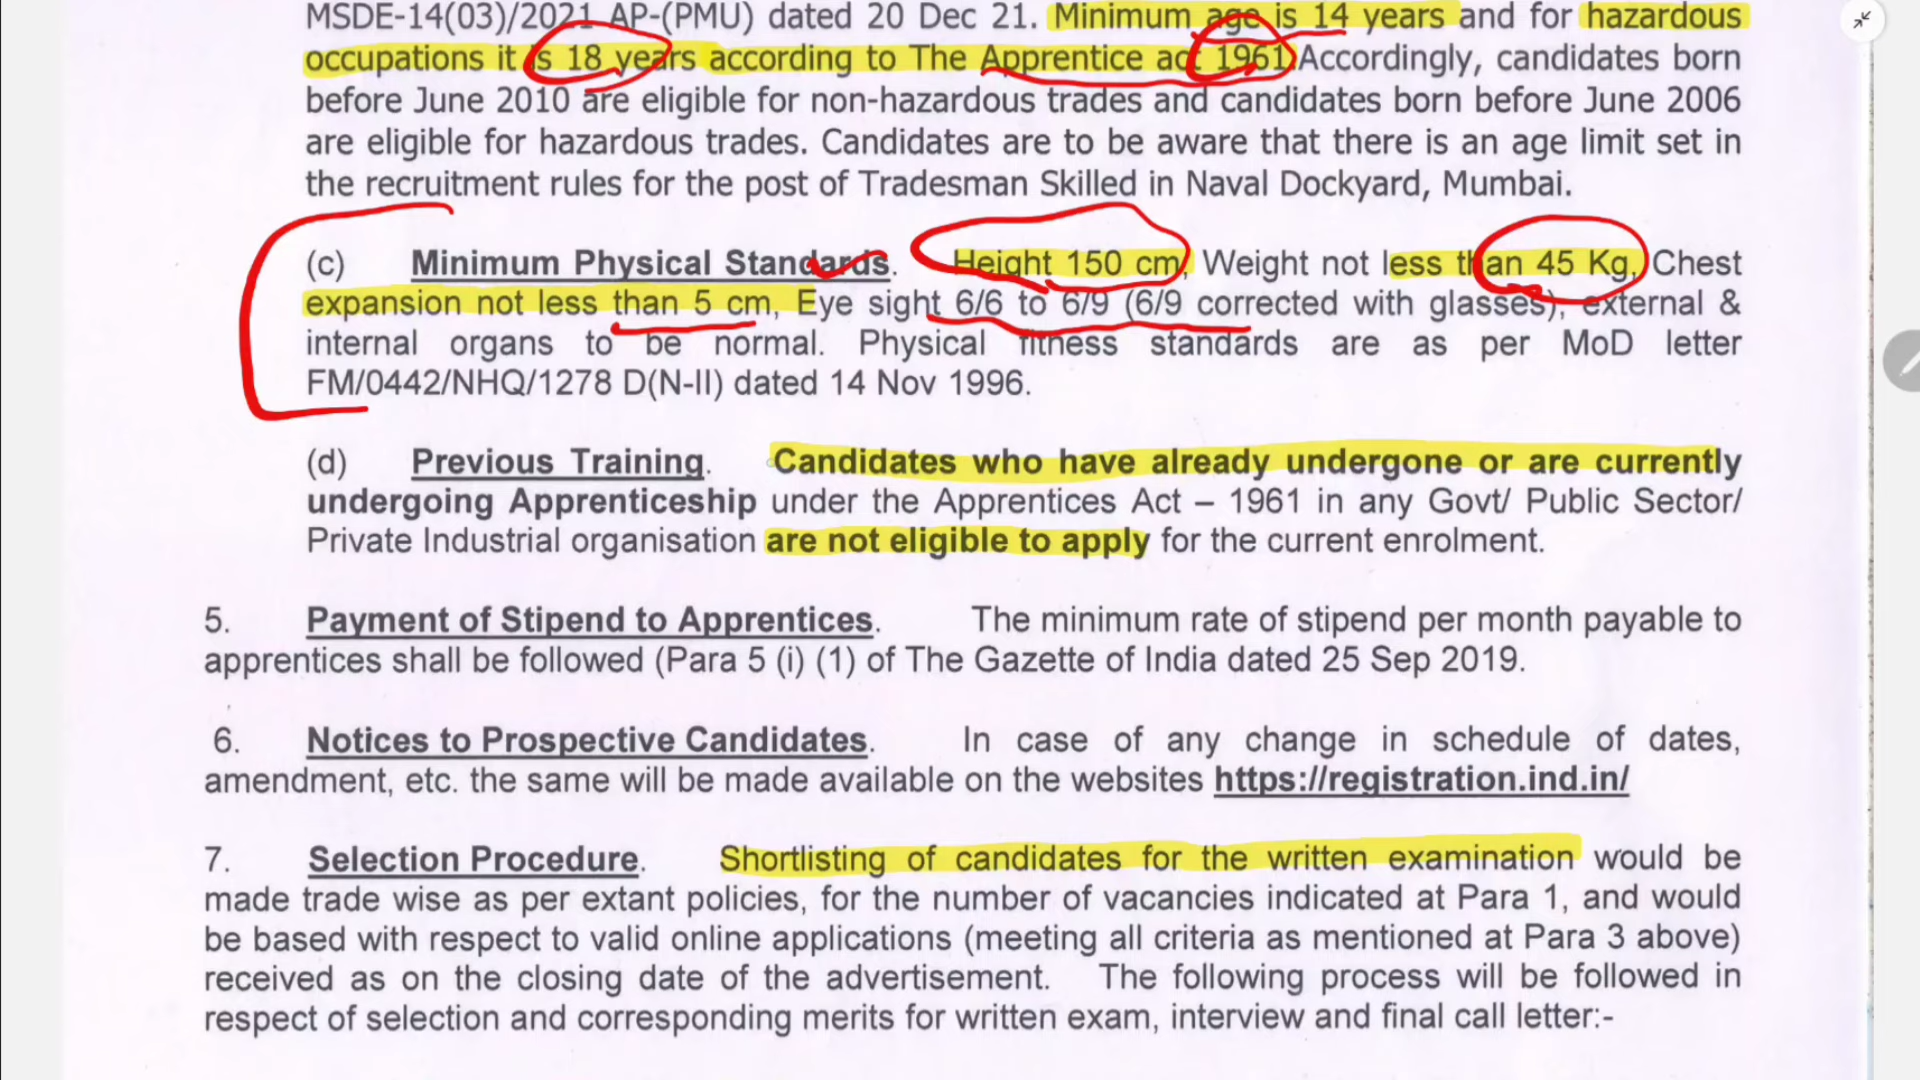 MSDE-14(03)/2021 AP-(PMU) dated 20 Dec 21. Minimum age is 14 years and for hazardous
occupations it is 18 years according to The Apprentice act 1961.Accordingly, candidates born
before June 2010 are eligible for non-hazardous trades and candidates born before June 2006
are eligible for hazardous trades. Candidates are to be aware that there is an age limit set in
the recruitment rules for the post of Tradesman Skilled in Naval Dockyard, Mumbai.
(c) Minimum Physical Standards. Height 150 cm, Weight not less than 45 Kg, Chest
expansion not less than 5 cm, Eye sight 6/6 to 6/9 (6/9 corrected with glasses), external &
internal organs to be normal. Physical fitness standards are as per MoD letter
FM/0442/NHQ/1278 D(N-II) dated 14 Nov 1996.
(d) Previous Training. Candidates who have already undergone or are currently
undergoing Apprenticeship under the Apprentices Act – 1961 in any Govt/ Public Sector/
Private Industrial organisation are not eligible to apply for the current enrolment.
5. Payment of Stipend to Apprentices. The minimum rate of stipend per month payable to
apprentices shall be followed (Para 5 (i) (1) of The Gazette of India dated 25 Sep 2019.
6. Notices to Prospective Candidates. In case of any change in schedule of dates,
amendment, etc. the same will be made available on the websites https://registration.ind.in/
7. Selection Procedure. Shortlisting of candidates for the written examination would be
made trade wise as per extant policies, for the number of vacancies indicated at Para 1, and would
be based with respect to valid online applications (meeting all criteria as mentioned at Para 3 above)
received as on the closing date of the advertisement. The following process will be followed in
respect of selection and corresponding merits for written exam, interview and final call letter:-